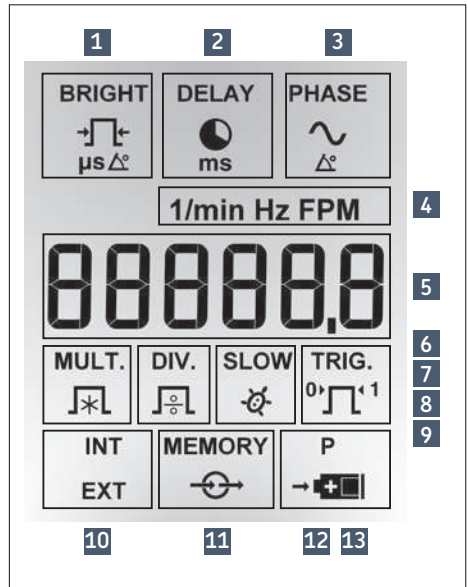 1 2 3
BRIGHT DELAY PHASE
µs ms
1/min Hz FPM
4
888888.8
5
6
MULT. DIV. SLOW TRIG.
7
0 1
8
9
INT MEMORY P
EXT
10 11 12 13